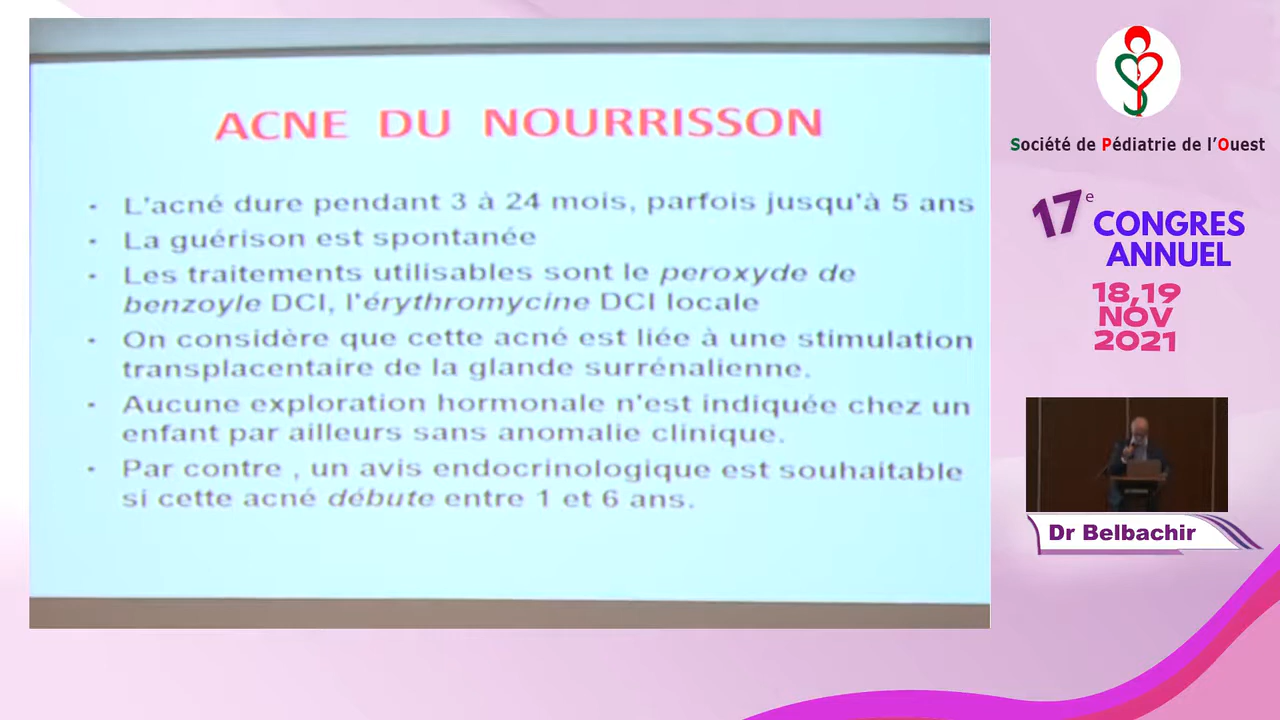 ACNE DU NOURRISSON
• L'acné dure pendant 3 à 24 mois, parfois jusqu'à 5 ans
• La guérison est spontanée
• Les traitements utilisables sont le peroxyde de
benzoyle DCI, l'érythromycine DCI locale
• On considère que cette acné est liée à une stimulation
transplacentaire de la glande surrénalienne.
• Aucune exploration hormonale n'est indiquée chez un
enfant par ailleurs sans anomalie clinique.
• Par contre , un avis endocrinologique est souhaitable
si cette acné débute entre 1 et 6 ans.
Société de Pédiatrie de l'Ouest
17e
CONGRES
ANNUEL
18,19
NOV
2021
Dr Belbachir